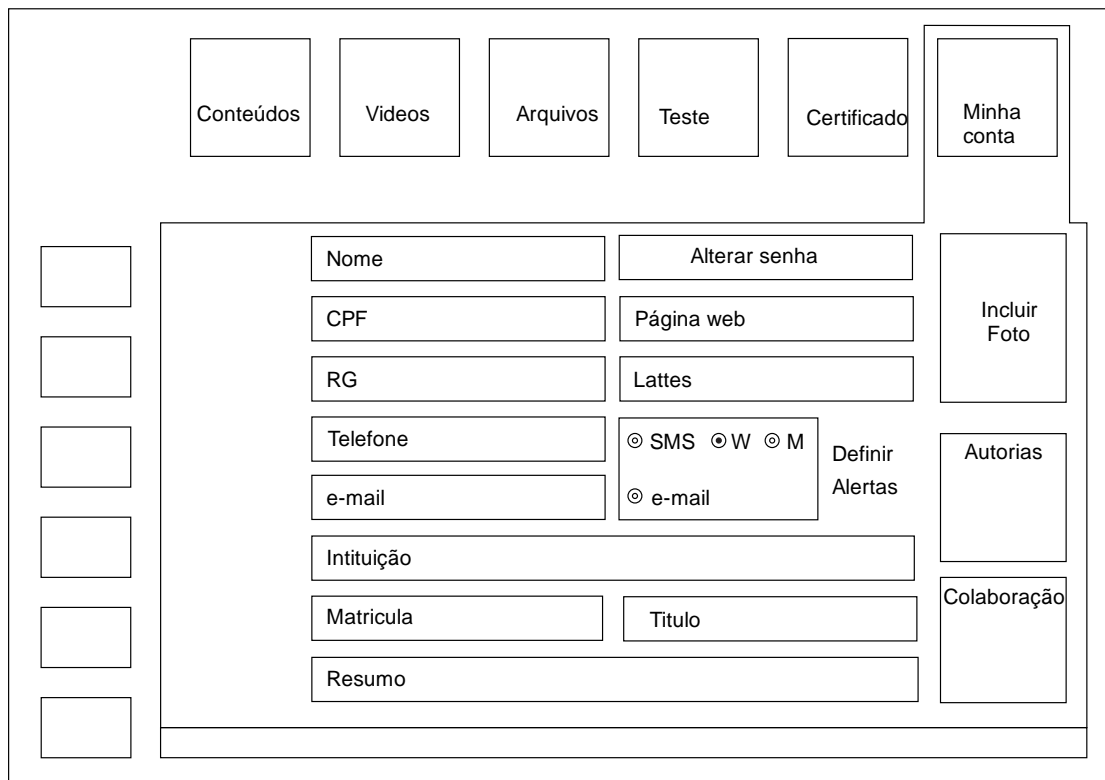 Conteúdos
Videos
Arquivos
Teste
Certificado
Minha
conta
Nome
Alterar senha
Incluir
Foto
CPF
Página web
RG
Lattes
Telefone
SMS W M
Definir
Alertas
e-mail
e-mail
Autorias
Intituição
Colaboração
Matricula
Titulo
Resumo